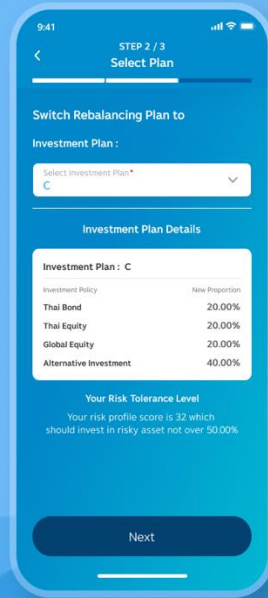 9:41
STEP 2 / 3
Select Plan
Switch Rebalancing Plan to
Investment Plan :
Select Investment Plan*
C
Investment Plan Details
Investment Plan : C
Investment Policy New Proportion
Thai Bond 20.00%
Thai Equity 20.00%
Global Equity 20.00%
Alternative Investment 40.00%
Your Risk Tolerance Level
Your risk profile score is 32 which
should invest in risky asset not over 50.00%
Next